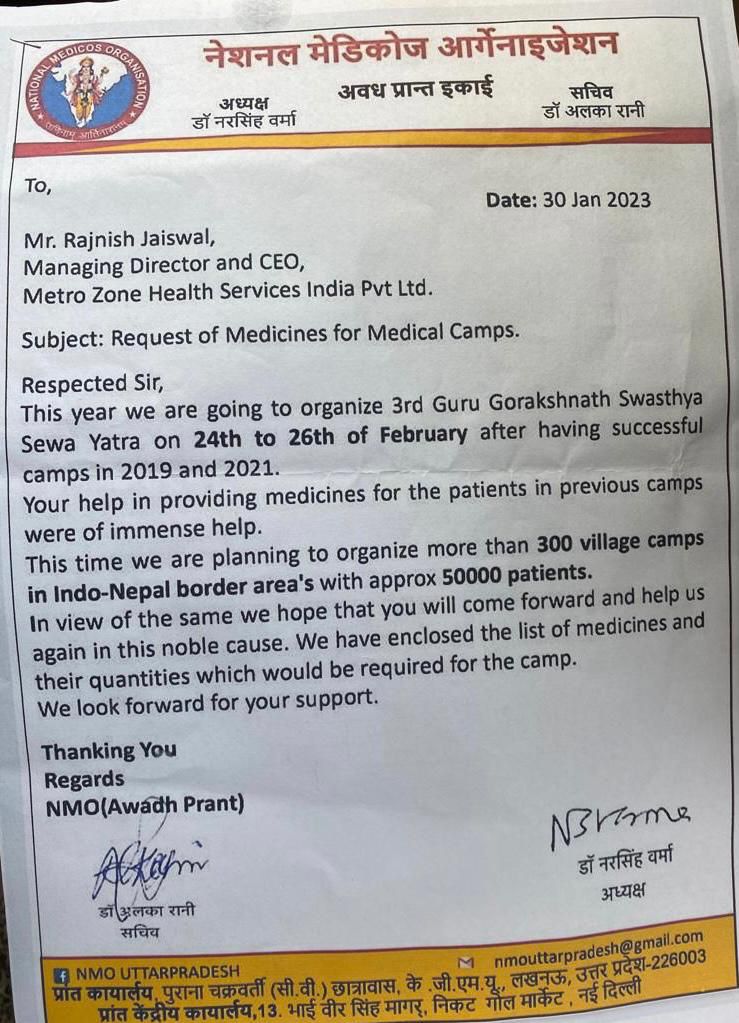 NATIONAL MEDICOS ORGANISATION
नेशनल मेडिकोज आर्गेनाइजेशन
अवध प्रान्त इकाई
अध्यक्ष
डॉ नरसिंह वर्मा
सचिव
डॉ अलका रानी
To,
Date: 30 Jan 2023
Mr. Rajnish Jaiswal,
Managing Director and CEO,
Metro Zone Health Services India Pvt Ltd.
Subject: Request of Medicines for Medical Camps.
Respected Sir,
This year we are going to organize 3rd Guru Gorakshnath Swasthya
Sewa Yatra on 24th to 26th of February after having successful
camps in 2019 and 2021.
Your help in providing medicines for the patients in previous camps
were of immense help.
This time we are planning to organize more than 300 village camps
in Indo-Nepal border area's with approx 50000 patients.
In view of the same we hope that you will come forward and help us
again in this noble cause. We have enclosed the list of medicines and
their quantities which would be required for the camp.
We look forward for your support.
Thanking You
Regards
NMO(Awadh Prant)
डॉ अलका रानी
सचिव
डॉ नरसिंह वर्मा
अध्यक्ष
NMO UTTARPRADESH
nmouttarpradesh@gmail.com
प्रांत कार्यालय, पुराना चक्रवर्ती (सी.वी.) छात्रावास, के .जी.एम.यू., लखनऊ, उत्तर प्रदेश-226003
प्रांत केंद्रीय कार्यालय,13. भाई वीर सिंह मागर्, निकट गोल मार्केट , नई दिल्ली